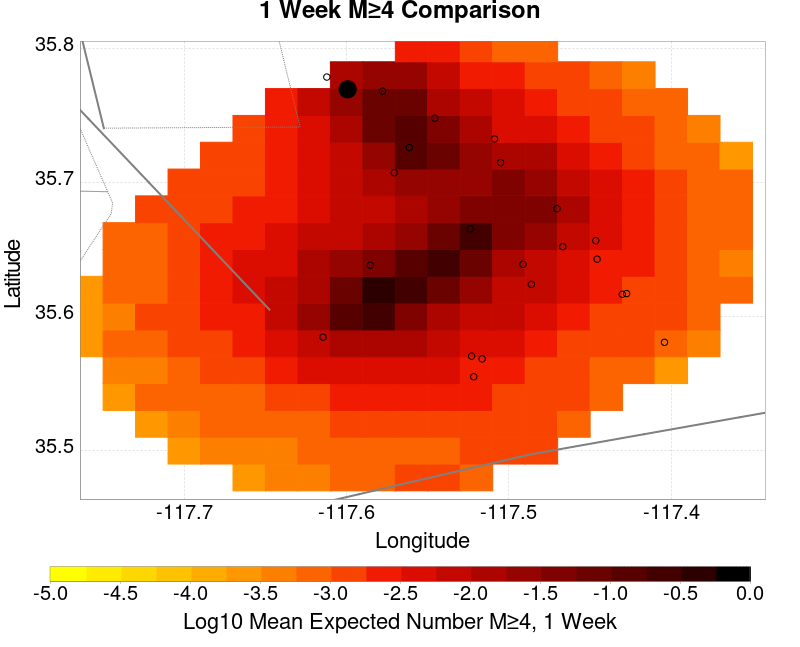 1 Week M≥4 Comparison
35.8
35.7
35.6
35.5
Latitude
-117.7 -117.6 -117.5 -117.4
Longitude
-5.0 -4.5 -4.0 -3.5 -3.0 -2.5 -2.0 -1.5 -1.0 -0.5 0.0
Log10 Mean Expected Number M≥4, 1 Week